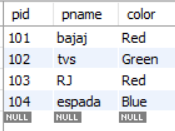 pid pname color
101 bajaj Red
102 tvs Green
103 RJ Red
104 espada Blue
NULL NULL NULL